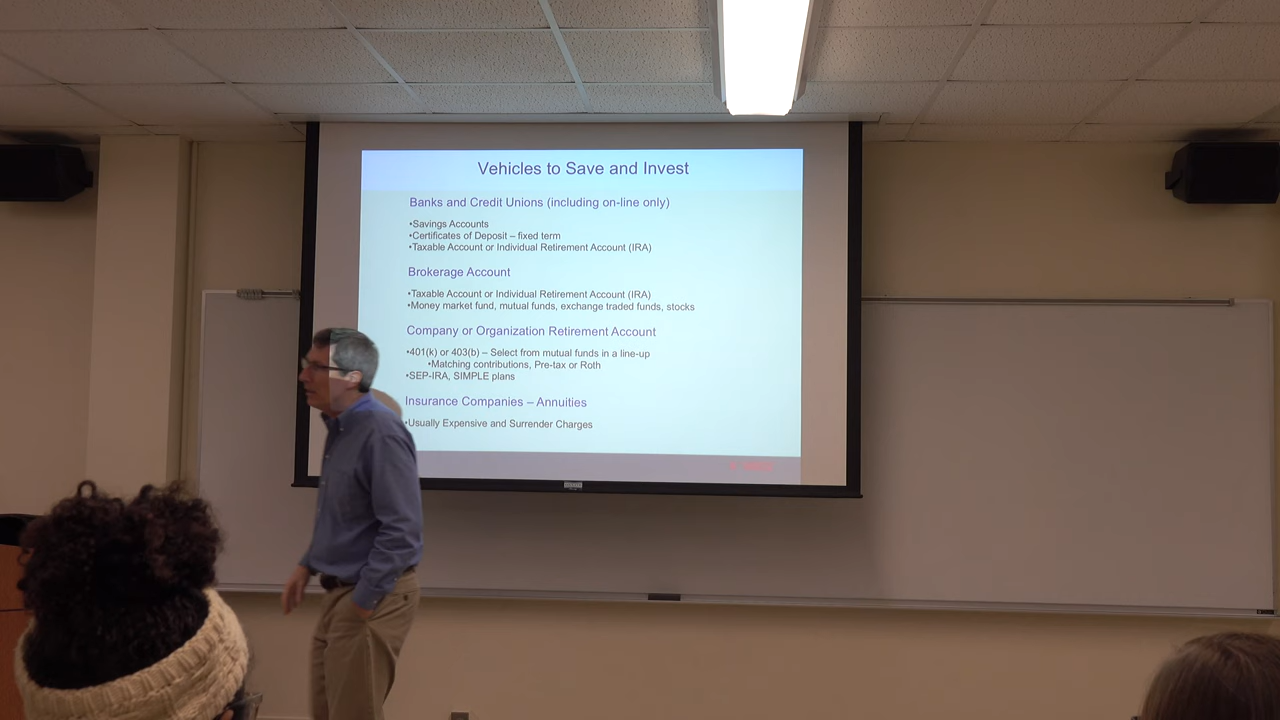 Vehicles to Save and Invest
Banks and Credit Unions (including on-line only)
•Savings Accounts
•Certificates of Deposit – fixed term
•Taxable Account or Individual Retirement Account (IRA)
Brokerage Account
•Taxable Account or Individual Retirement Account (IRA)
•Money market fund, mutual funds, exchange traded funds, stocks
Company or Organization Retirement Account
•401(k) or 403(b) – Select from mutual funds in a line-up
•Matching contributions, Pre-tax or Roth
•SEP-IRA, SIMPLE plans
Insurance Companies – Annuities
•Usually Expensive and Surrender Charges